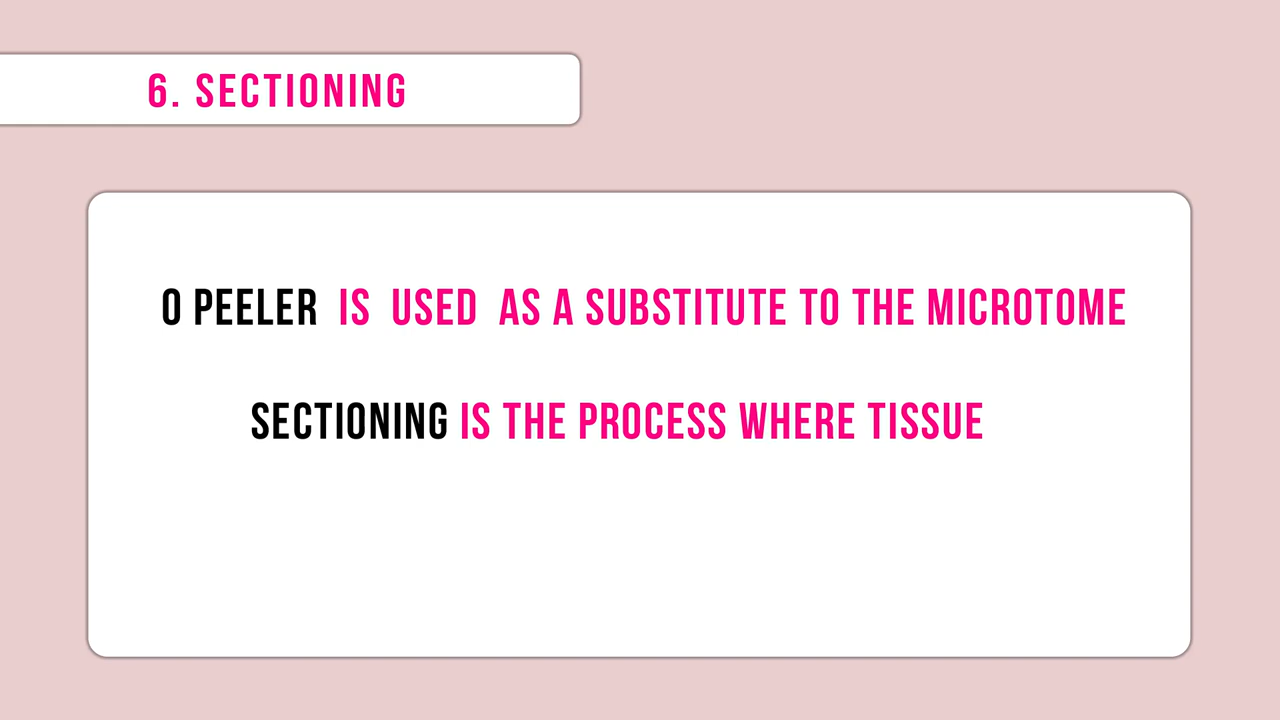 6. SECTIONING
O PEELER IS USED AS A SUBSTITUTE TO THE MICROTOME
SECTIONING IS THE PROCESS WHERE TISSUE